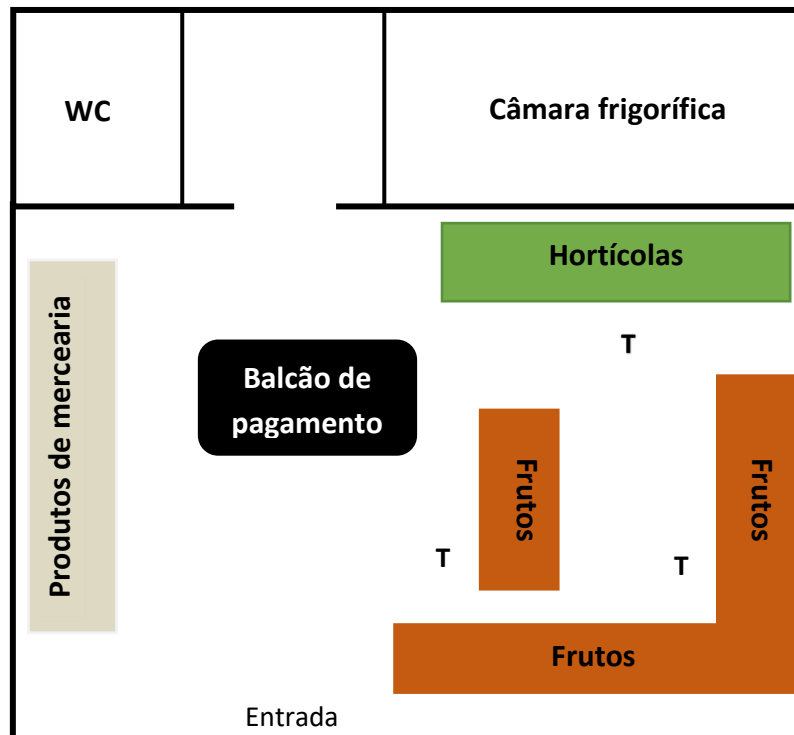 WC
Câmara frigorífica
Hortícolas
T
Produtos de mercearia
Balcão de
pagamento
Frutos
Frutos
T
T
Frutos
Entrada